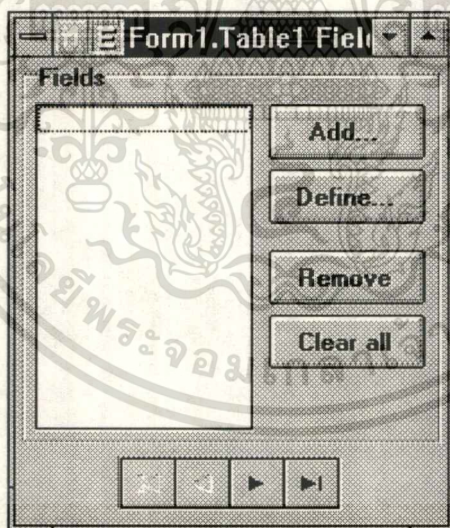 Form1.Table1 Fiel
Fields
Add...
Define...
Remove
Clear all